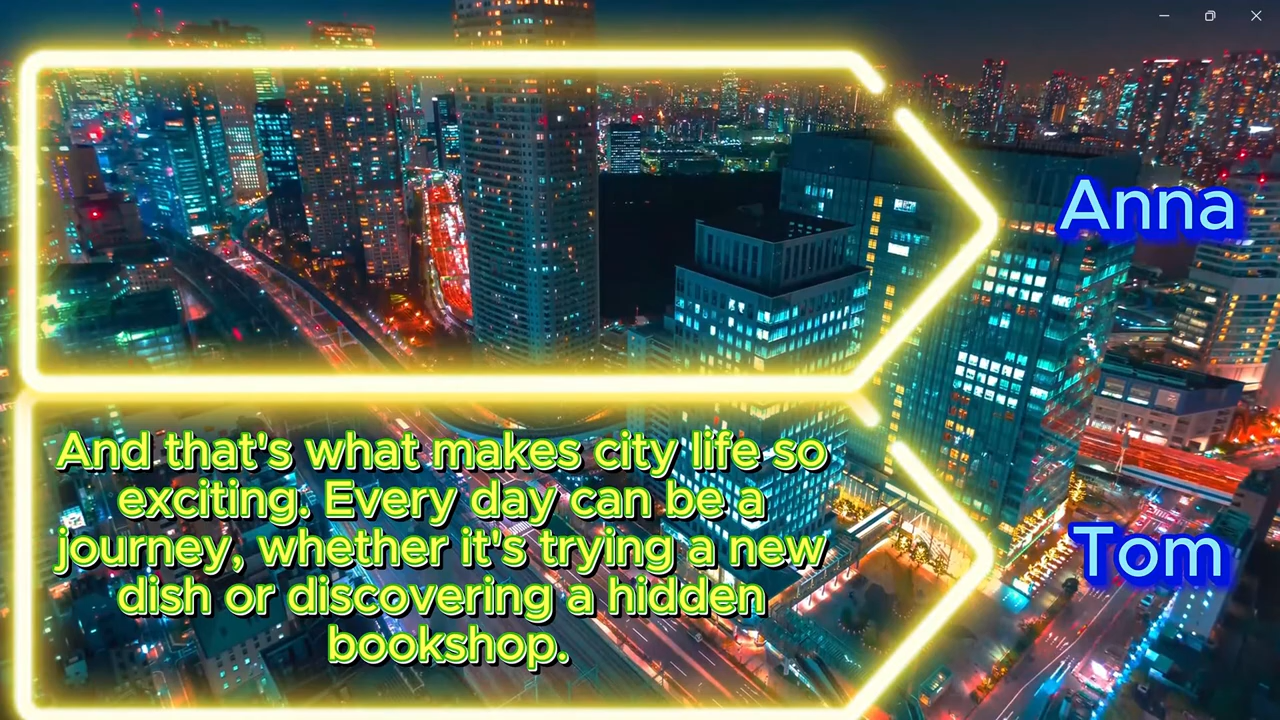 Anna
And that's what makes city life so
exciting. Every day can be a
journey, whether it's trying a new
dish or discovering a hidden
bookshop.
Tom